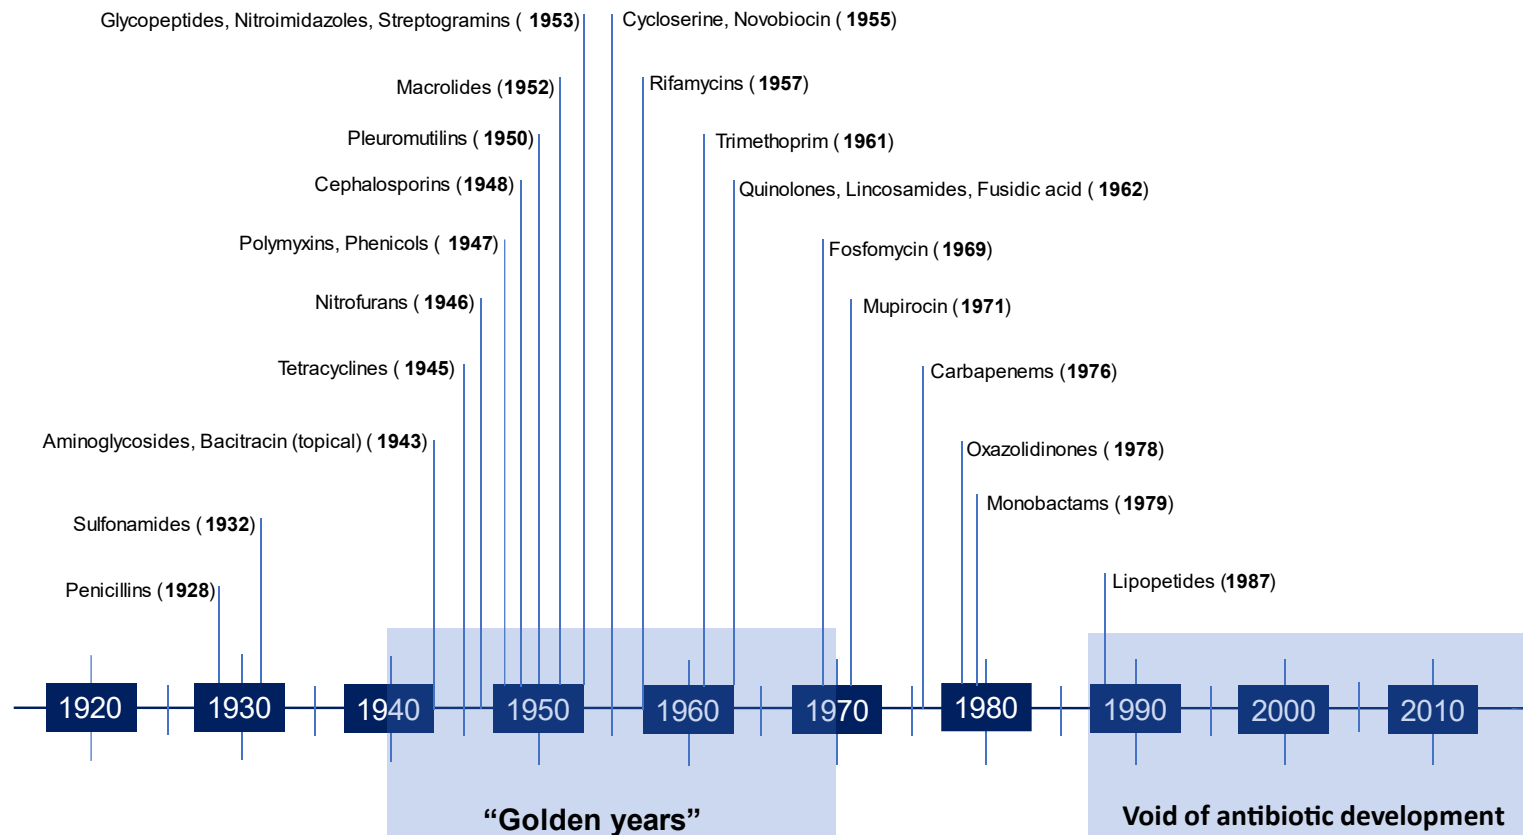 Glycopeptides, Nitroimidazoles, Streptogramins ( 1953)
Cycloserine, Novobiocin ( 1955)
Macrolides (1952)
Rifamycins ( 1957)
Pleuromutilins ( 1950)
Trimethoprim ( 1961)
Cephalosporins (1948)
Quinolones, Lincosamides, Fusidic acid ( 1962)
Polymyxins, Phenicols ( 1947)
Fosfomycin ( 1969)
Nitrofurans ( 1946)
Mupirocin ( 1971)
Tetracyclines ( 1945)
Carbapenems (1976)
Aminoglycosides, Bacitracin (topical) ( 1943)
Oxazolidinones ( 1978)
Monobactams (1979)
Sulfonamides ( 1932)
Penicillins (1928)
Lipopetides (1987)
1920 1930 1940 1950 1960 1970 1980 1990 2000 2010
“Golden years”
Void of antibiotic development